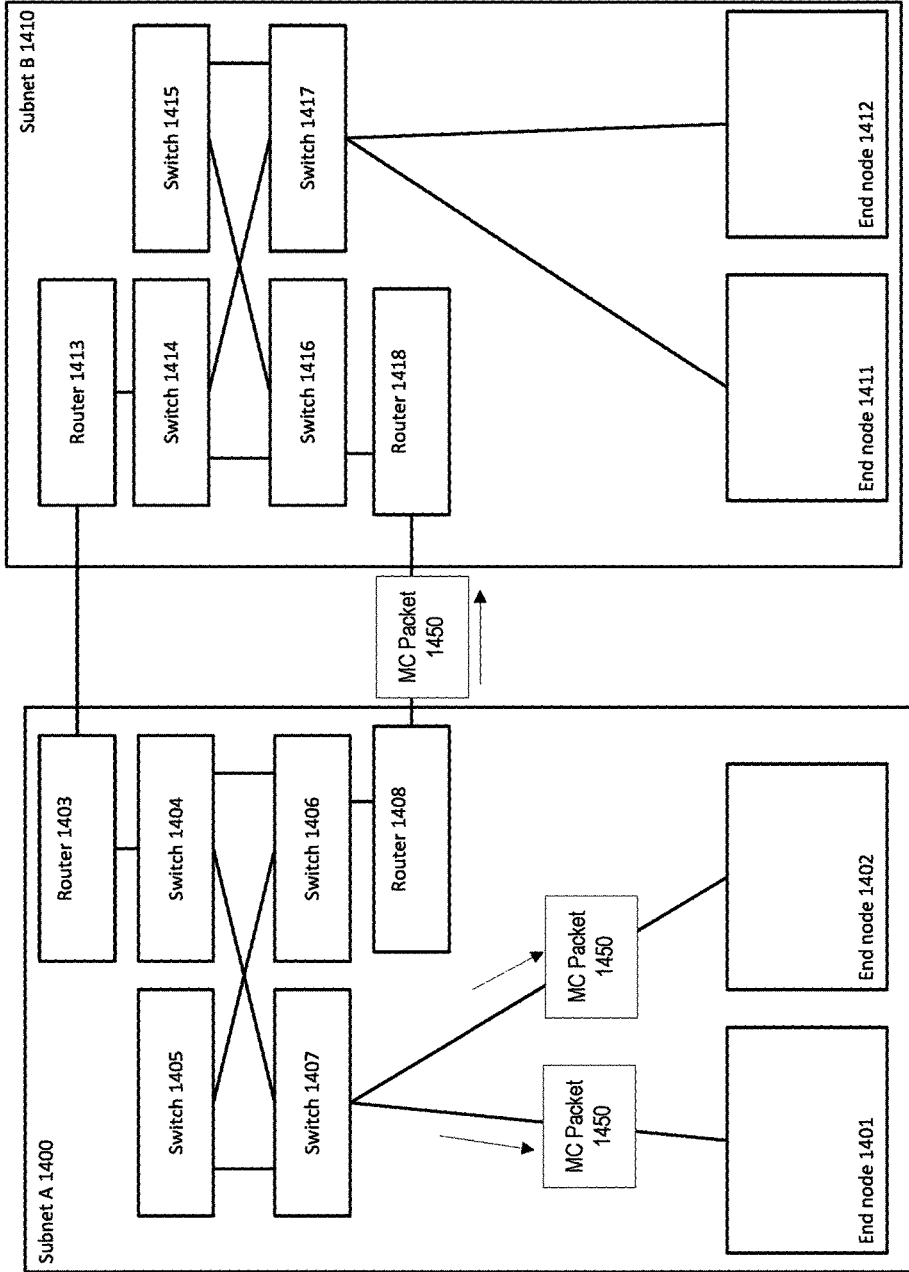 Subnet A 1400
Router 1403
Switch 1405
Switch 1404
Switch 1407
Switch 1406
Router 1408
MC Packet
1450
MC Packet
1450
End node 1401
End node 1402
MC Packet
1450
Subnet B 1410
Router 1413
Switch 1414
Switch 1415
Switch 1416
Switch 1417
Router 1418
End node 1411
End node 1412